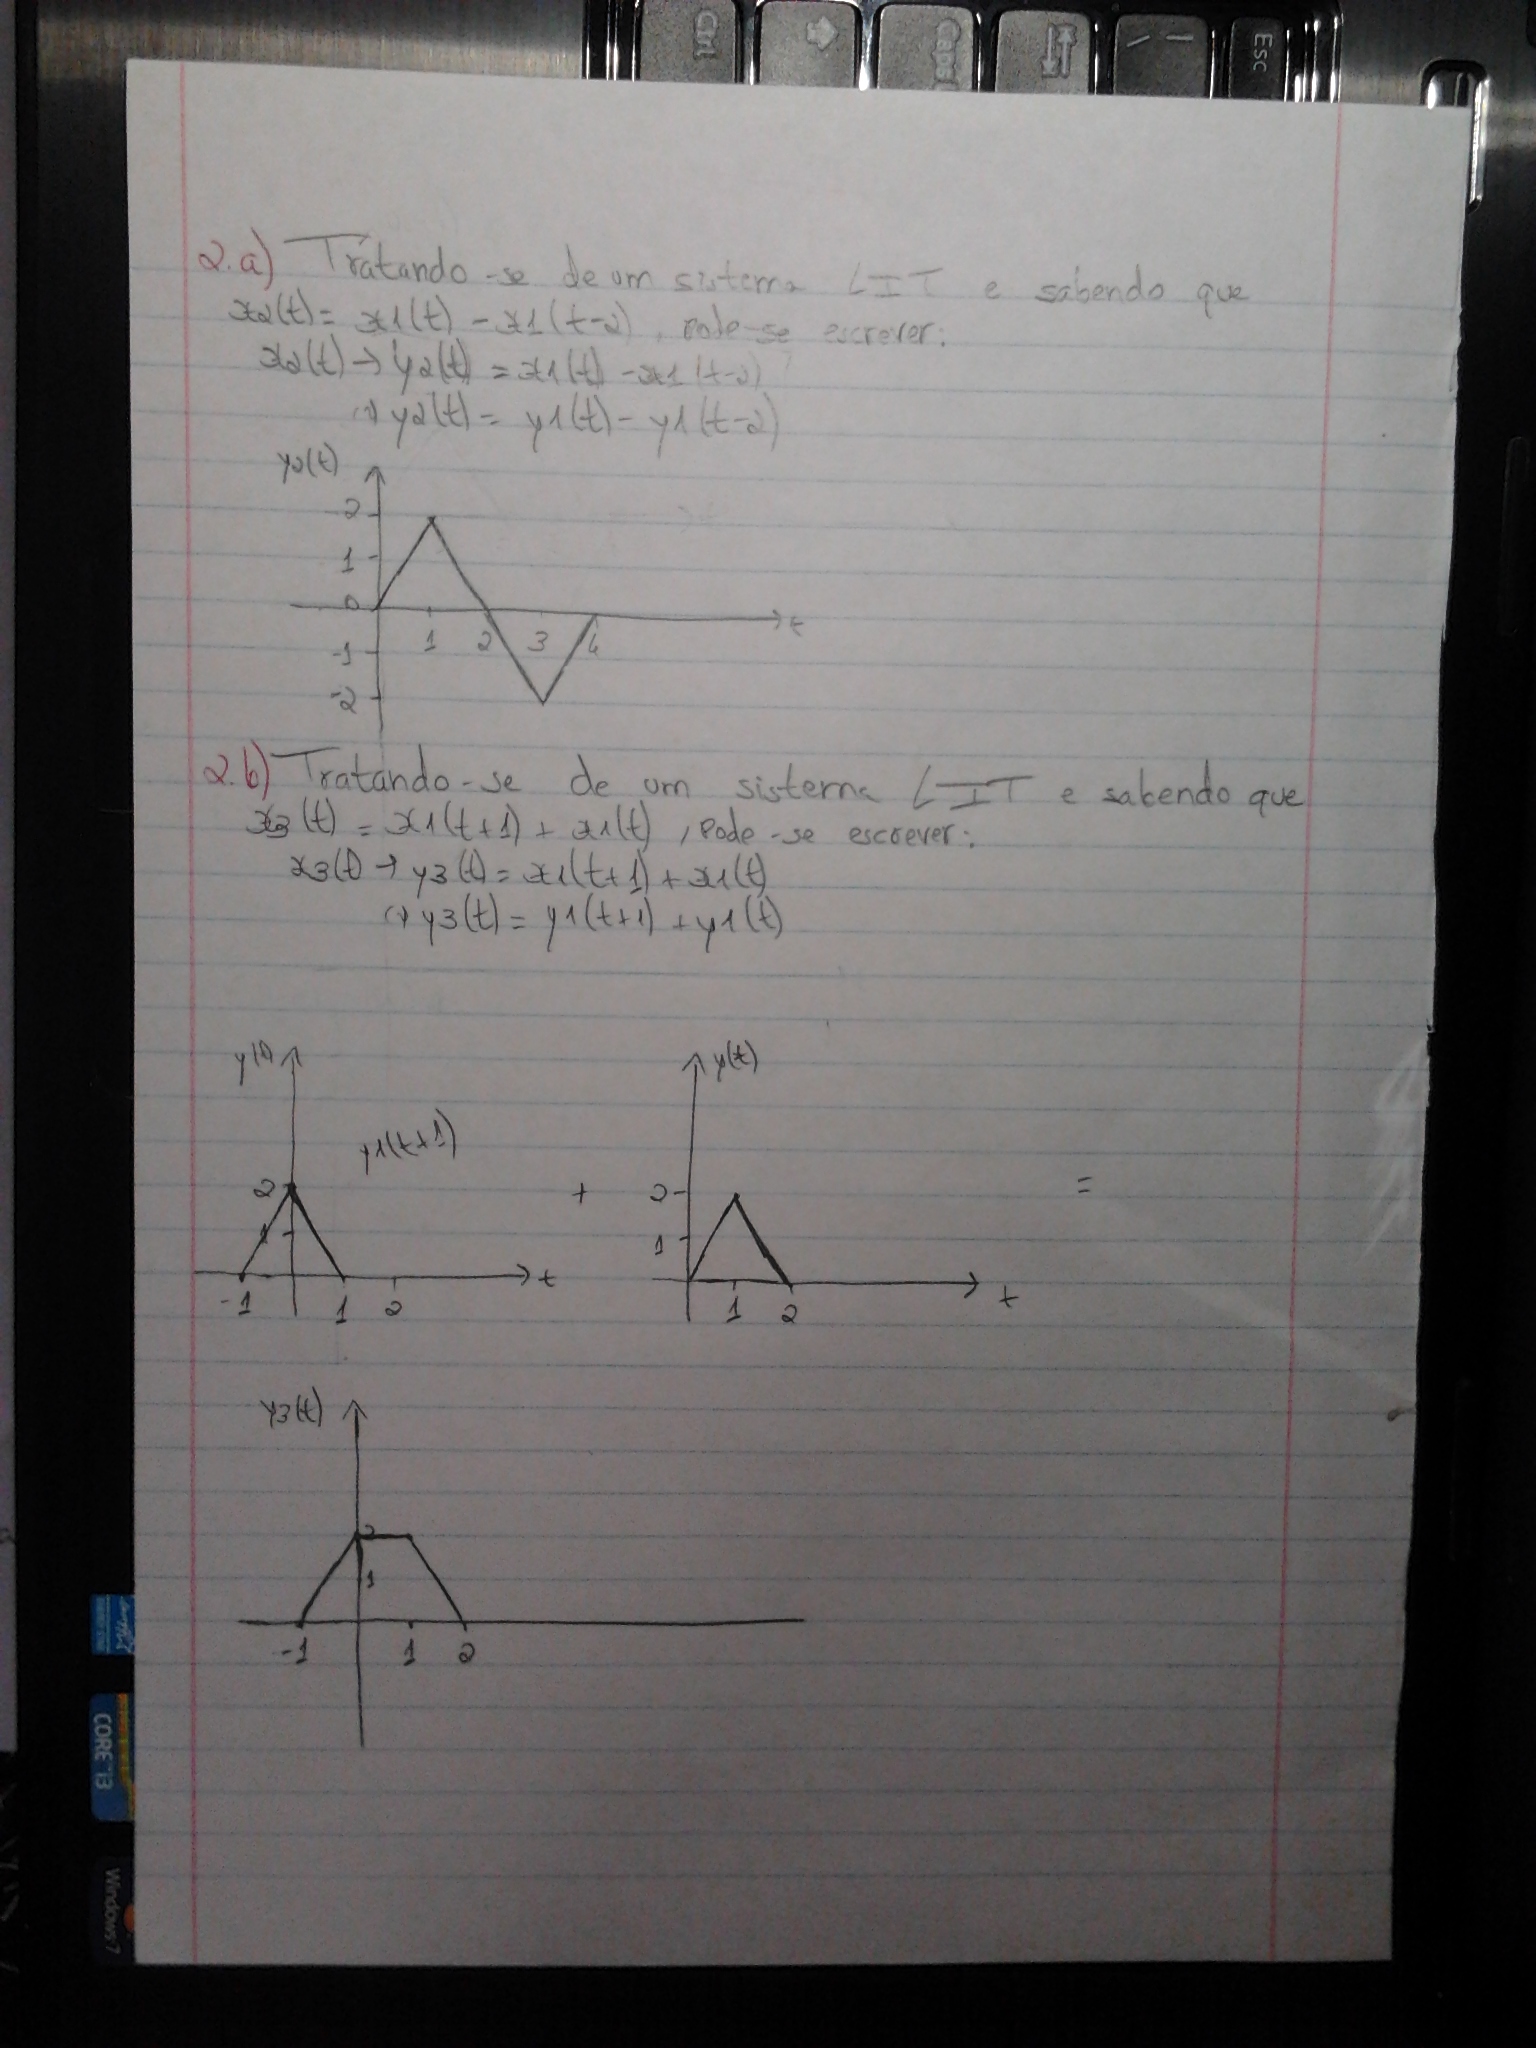 Ctrl
Caps
Esc
2.a) Tratando-se de um sistema LIT e sabendo que
x2(t) = x1(t) - x1(t-2), pode-se escrever:
x2(t) → y2(t) = x1(t) - x1(t-2)
(=) y2(t) = y1(t) - y1(t-2)
y2(t)
2
1
0
-1
-2
1 2 3 4
t
2.b) Tratando-se de um sistema LIT e sabendo que
x3(t) = x1(t+1) + x1(t), pode-se escrever:
x3(t) → y3(t) = x1(t+1) + x1(t)
(=) y3(t) = y1(t+1) + y1(t)
y(t)
y1(t+1)
2
1
-1 1 2
t
+
y(t)
2
1
1 2
t
=
y3(t)
2
1
-1 1 2
CORE i3
Windows 7